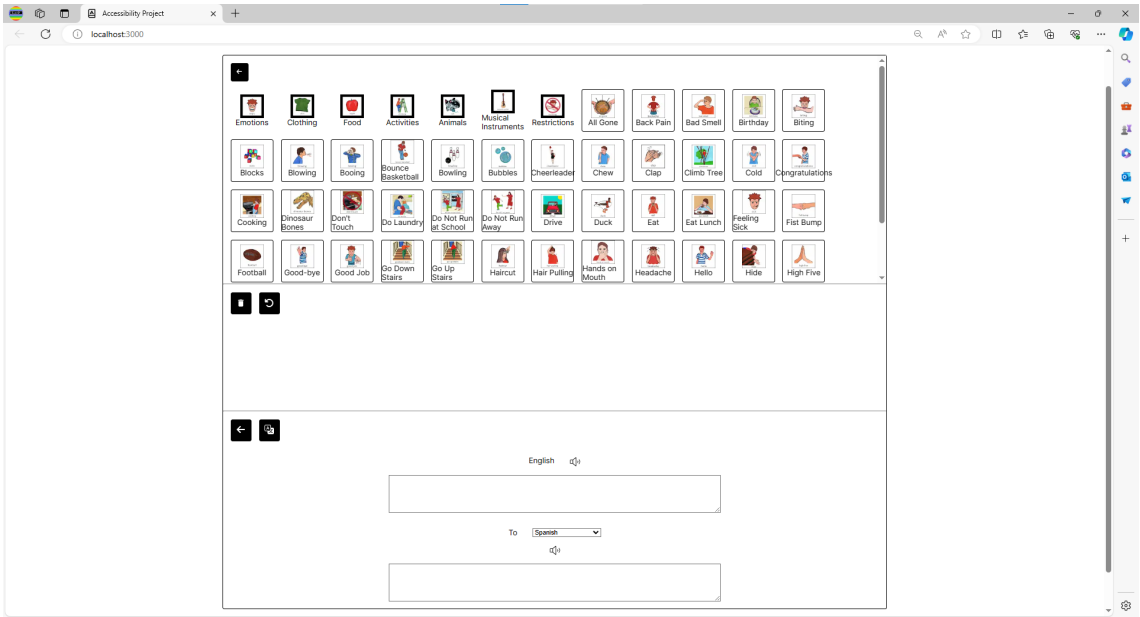 Accessibility Project
localhost:3000
Emotions
Clothing
Food
Activities
Animals
Musical
Instruments
Restrictions
All Gone
Back Pain
Bad Smell
Birthday
Biting
Blocks
Blowing
Booing
Bounce
Basketball
Bowling
Bubbles
Cheerleader
Chew
Clap
Climb Tree
Cold
Congratulations
Cooking
Dinosaur
Bones
Don't
Touch
Do Laundry
Do Not Run
at School
Do Not Run
Away
Drive
Duck
Eat
Eat Lunch
Feeling
Sick
Fist Bump
Football
Good-bye
Good Job
Go Down
Stairs
Go Up
Stairs
Haircut
Hair Pulling
Hands on
Mouth
Headache
Hello
Hide
High Five
English
To
Spanish